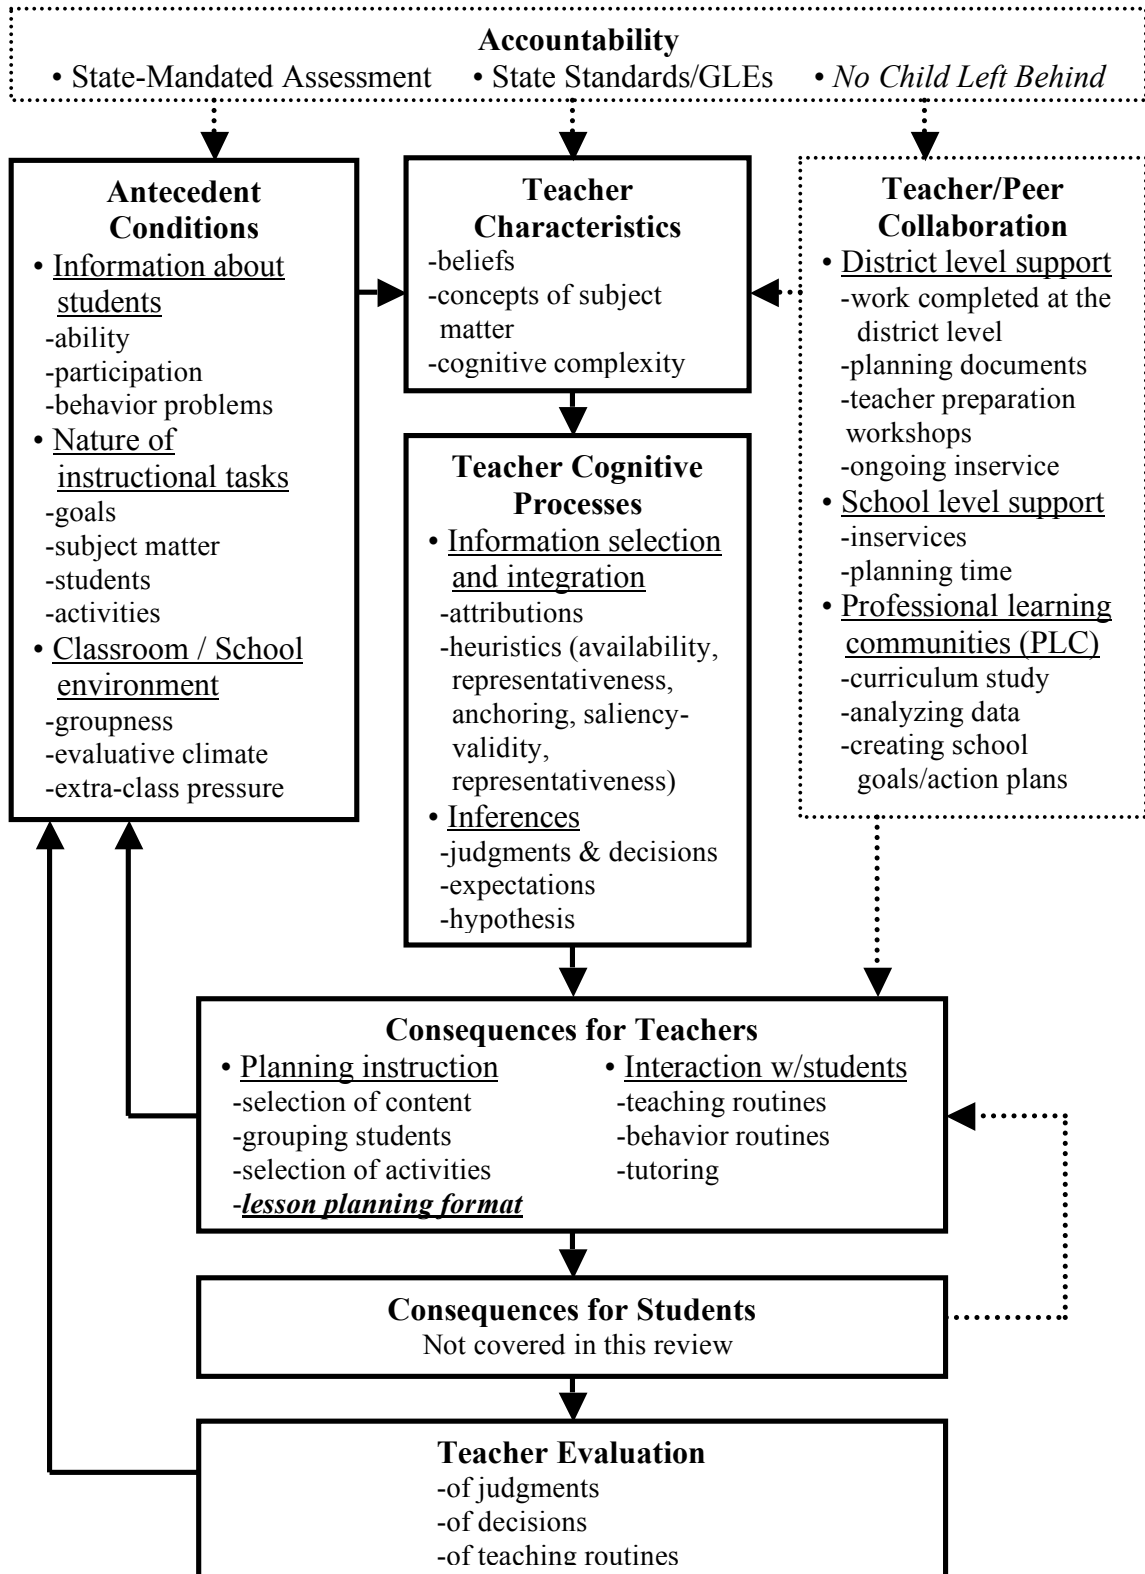 Accountability
• State-Mandated Assessment • State Standards/GLEs • No Child Left Behind
Antecedent
Conditions
• Information about
students
-ability
-participation
-behavior problems
• Nature of
instructional tasks
-goals
-subject matter
-students
-activities
• Classroom / School
environment
-groupness
-evaluative climate
-extra-class pressure
Teacher
Characteristics
-beliefs
-concepts of subject
matter
-cognitive complexity
Teacher Cognitive
Processes
• Information selection
and integration
-attributions
-heuristics (availability,
representativeness,
anchoring, saliency-
validity,
representativeness)
• Inferences
-judgments & decisions
-expectations
-hypothesis
Teacher/Peer
Collaboration
• District level support
-work completed at the
district level
-planning documents
-teacher preparation
workshops
-ongoing inservice
• School level support
-inservices
-planning time
• Professional learning
communities (PLC)
-curriculum study
-analyzing data
-creating school
goals/action plans
Consequences for Teachers
• Planning instruction
-selection of content
-grouping students
-selection of activities
-lesson planning format
• Interaction w/students
-teaching routines
-behavior routines
-tutoring
Consequences for Students
Not covered in this review
Teacher Evaluation
-of judgments
-of decisions
-of teaching routines